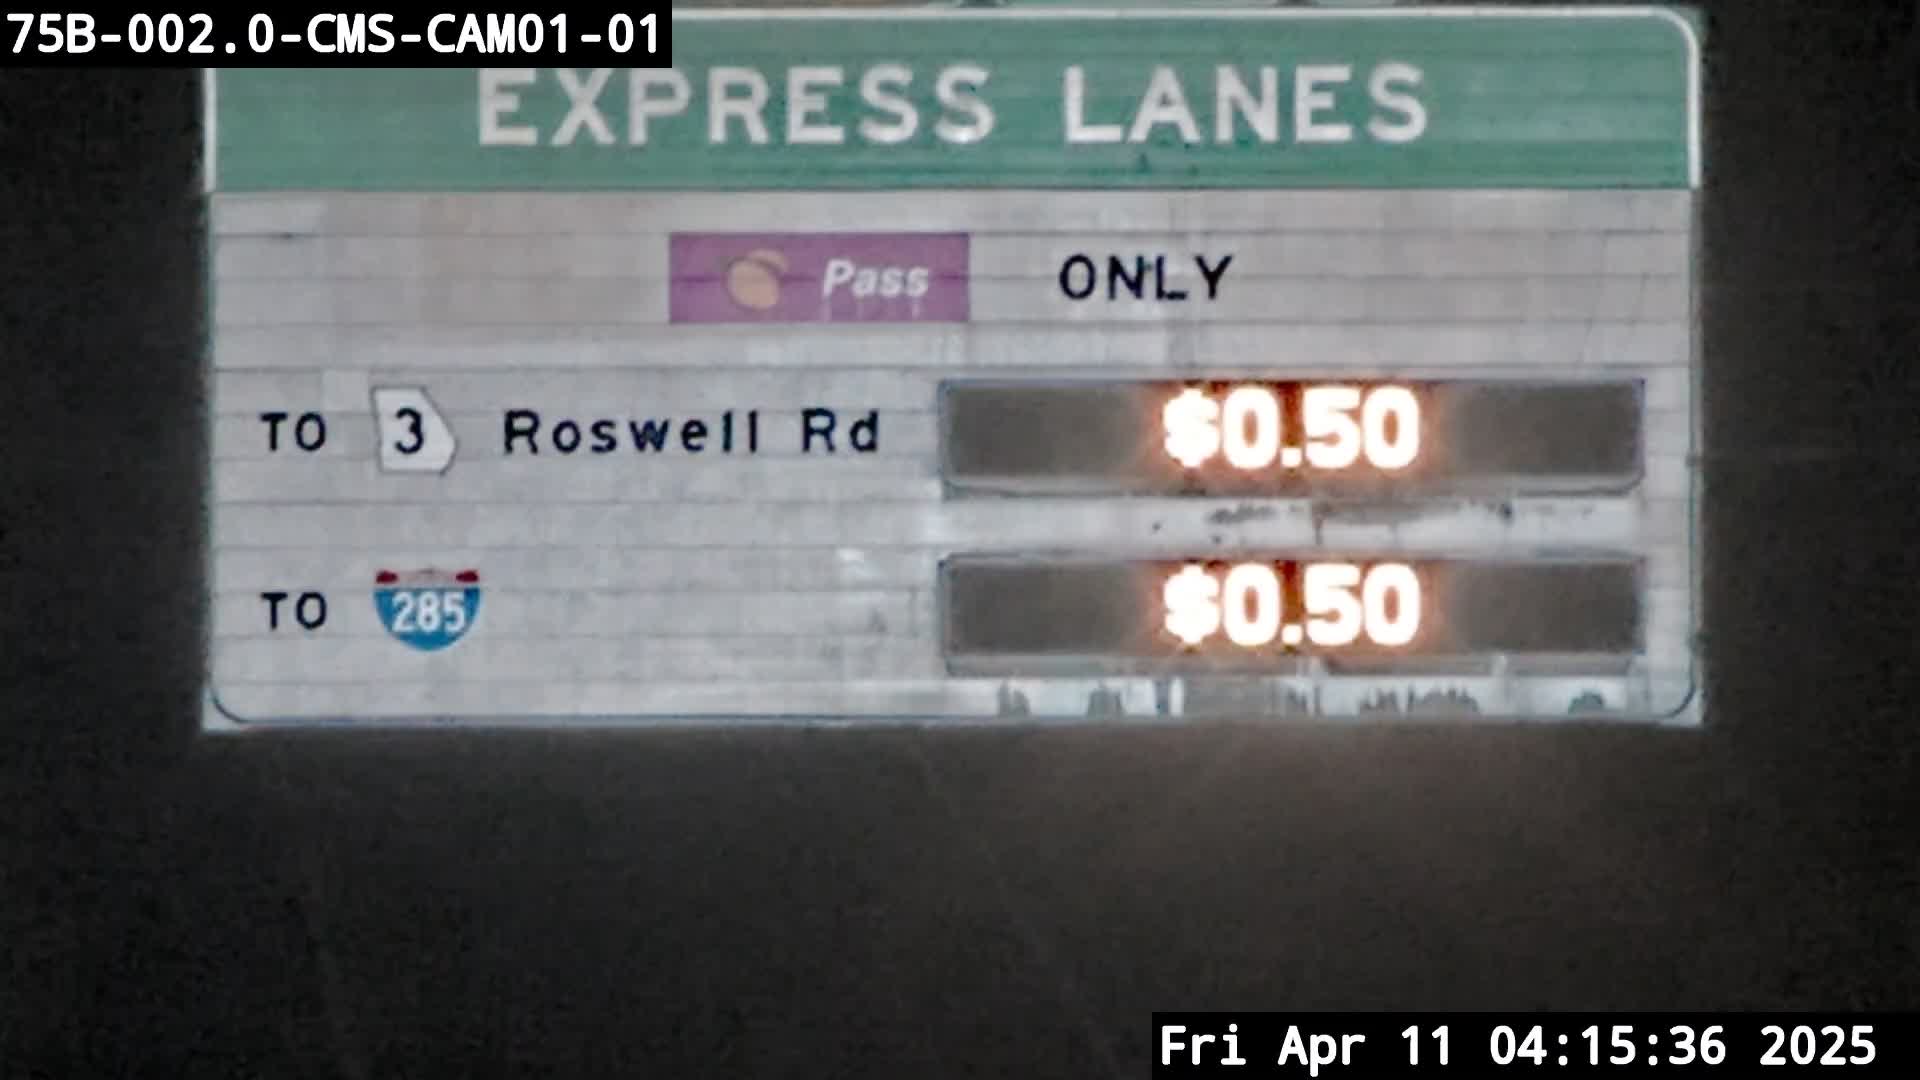 75B-002.0-CMS-CAM01-01
EXPRESS LANES
Pass ONLY
TO 3 Roswell Rd $0.50
TO 285 $0.50
Fri Apr 11 04:15:36 2025